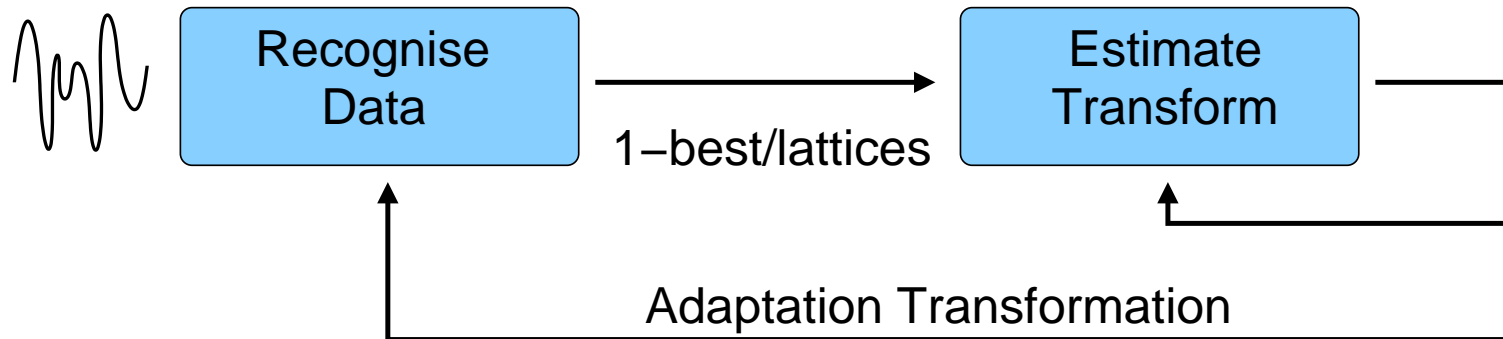 Recognise
Data
1–best/lattices
Estimate
Transform
Adaptation Transformation